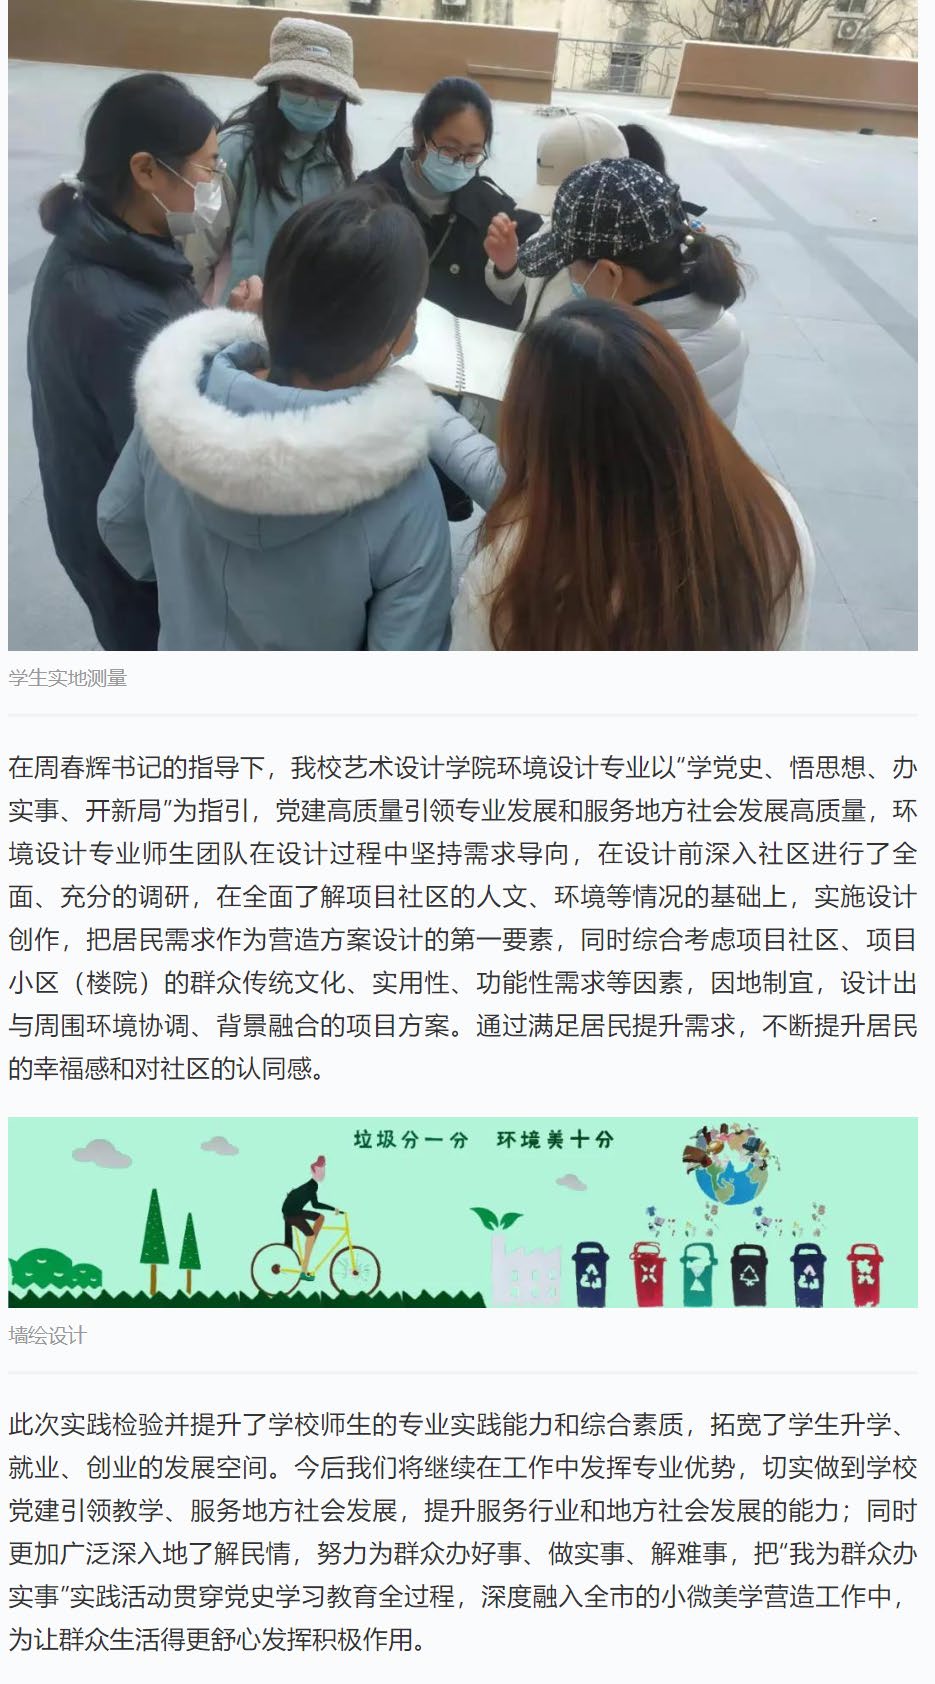 学生实地测量
在周春辉书记的指导下，我校艺术设计学院环境设计专业以“学党史、悟思想、办
实事、开新局”为指引，党建高质量引领专业发展和服务地方社会发展高质量，环
境设计专业师生团队在设计过程中坚持需求导向，在设计前深入社区进行了全
面、充分的调研，在全面了解项目社区的人文、环境等情况的基础上，实施设计
创作，把居民需求作为营造方案设计的第一要素，同时综合考虑项目社区、项目
小区（楼院）的群众传统文化、实用性、功能性需求等因素，因地制宜，设计出
与周围环境协调、背景融合的项目方案。通过满足居民提升需求，不断提升居民
的幸福感和对社区的认同感。
垃圾分一分 环境美十分
墙绘设计
此次实践检验并提升了学校师生的专业实践能力和综合素质，拓宽了学生升学、
就业、创业的发展空间。今后我们将继续在工作中发挥专业优势，切实做到学校
党建引领教学、服务地方社会发展，提升服务行业和地方社会发展的能力；同时
更加广泛深入地了解民情，努力为群众办好事、做实事、解难事，把“我为群众办
实事”实践活动贯穿党史学习教育全过程，深度融入全市的小微美学营造工作中，
为让群众生活得更舒心发挥积极作用。